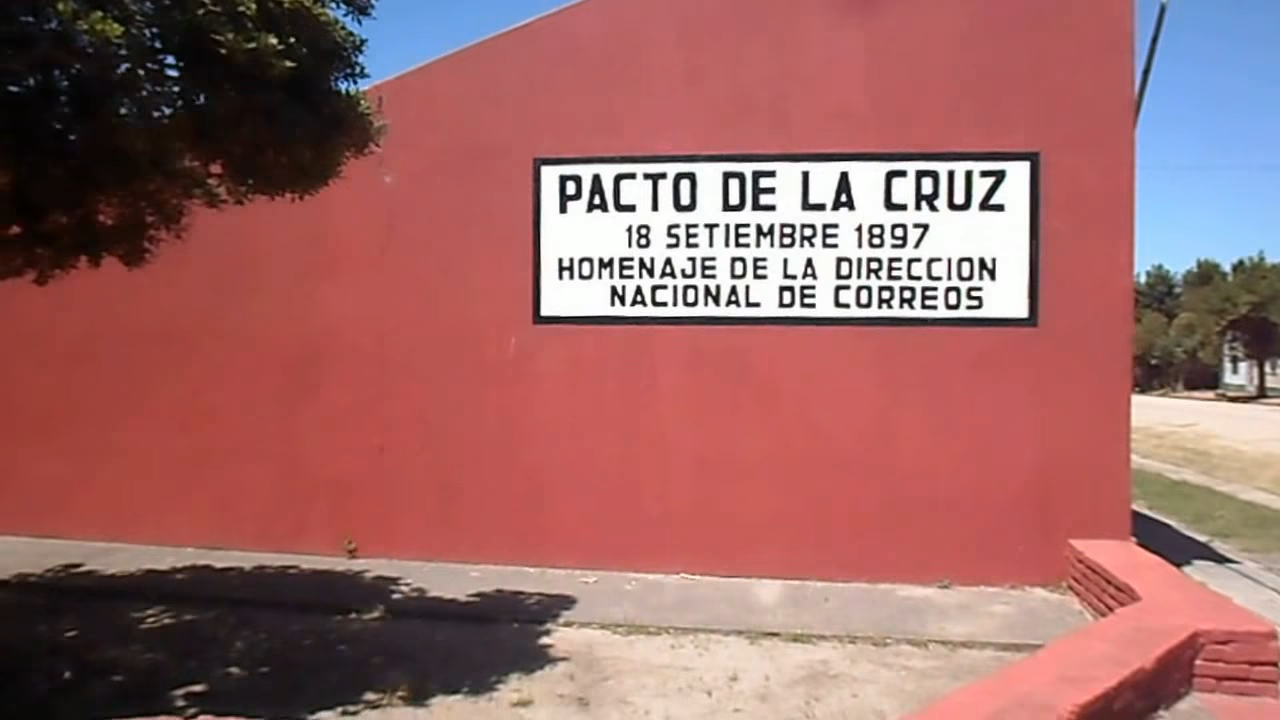 PACTO DE LA CRUZ
18 SETIEMBRE 1897
HOMENAJE DE LA DIRECCION
NACIONAL DE CORREOS